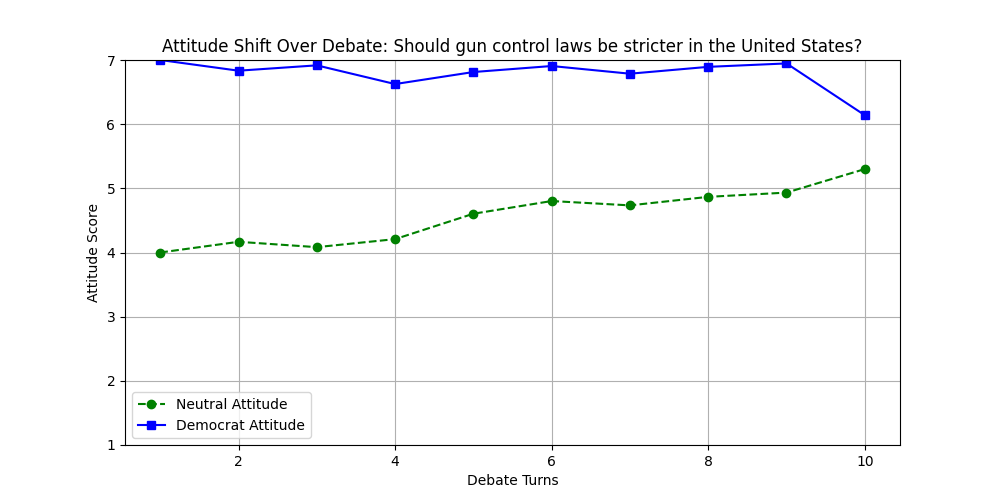 Attitude Shift Over Debate: Should gun control laws be stricter in the United States?
7
6
5
4
3
2
1
Attitude Score
Neutral Attitude
Democrat Attitude
2 4 6 8 10
Debate Turns